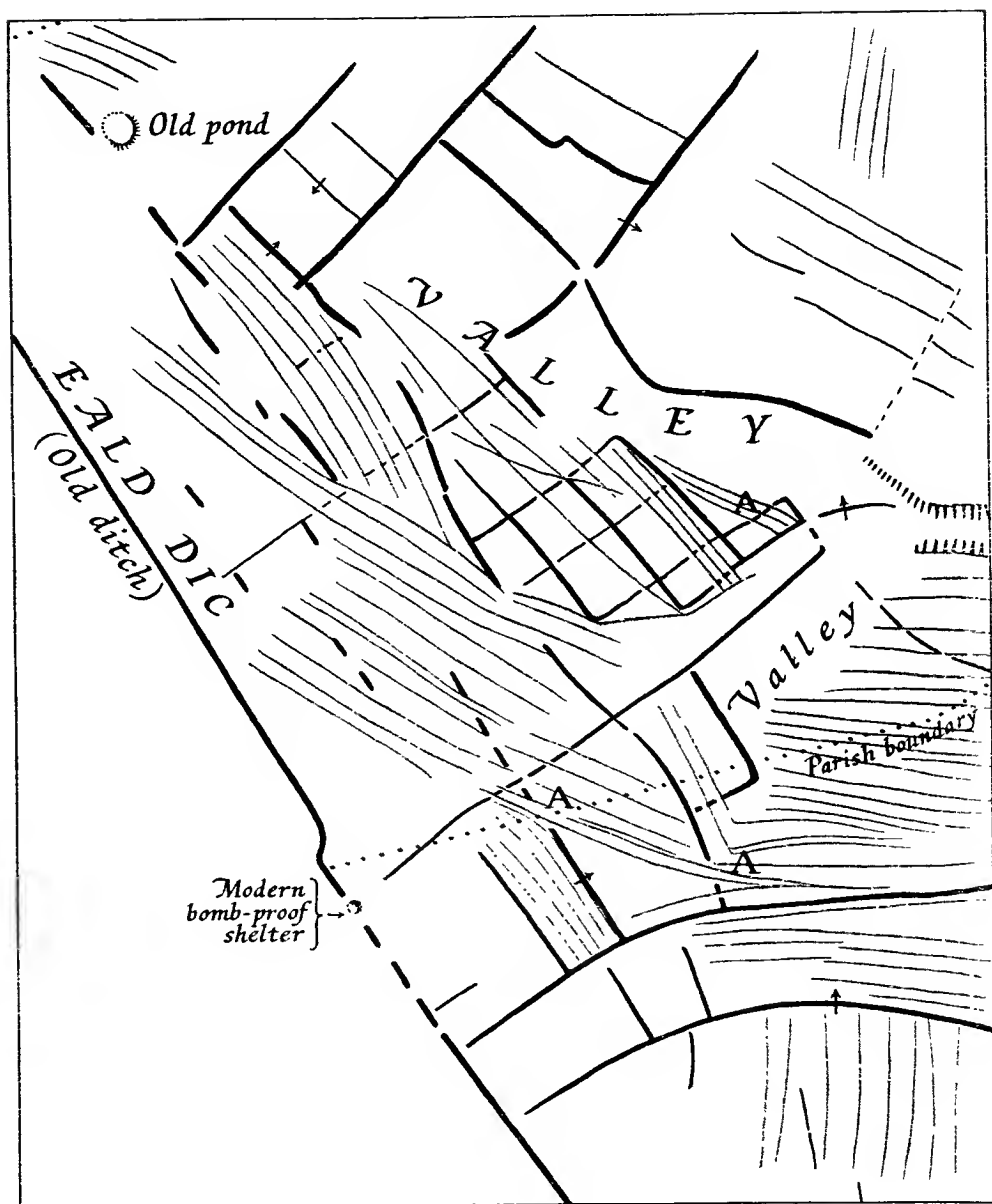 Old pond
VALLEY
EALD DIC
(Old ditch)
A
Valley
Parish boundary
A
A
Modern
bomb-proof
shelter